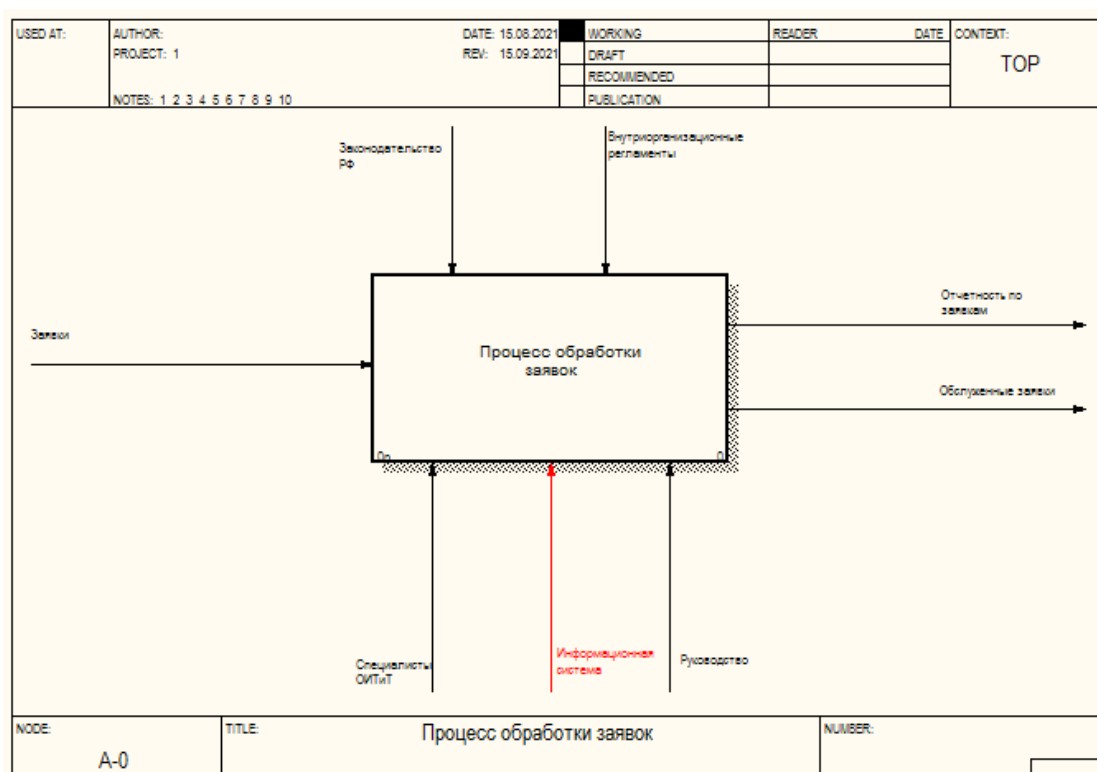 USED AT:
AUTHOR:
DATE: 15.08.2021
WORKING
READER
DATE
CONTEXT:
PROJECT: 1
REV: 15.09.2021
DRAFT
TOP
RECOMMENDED
NOTES: 1 2 3 4 5 6 7 8 9 10
PUBLICATION
Законодательство
РФ
Внутриорганизационные
регламенты
Заявки
Процесс обработки
заявок
0р.
0
Отчетность по
заявкам
Обслуженные заявки
Специалисты
ОИТиТ
Информационная
система
Руководство
NODE:
A-0
TITLE:
Процесс обработки заявок
NUMBER: